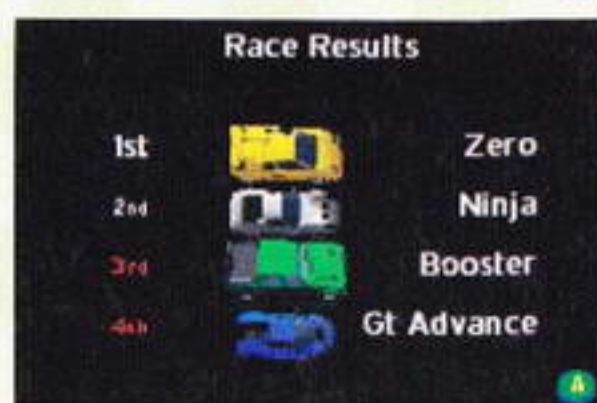 Race Results
1st Zero
2nd Ninja
3rd Booster
4th Gt Advance
A